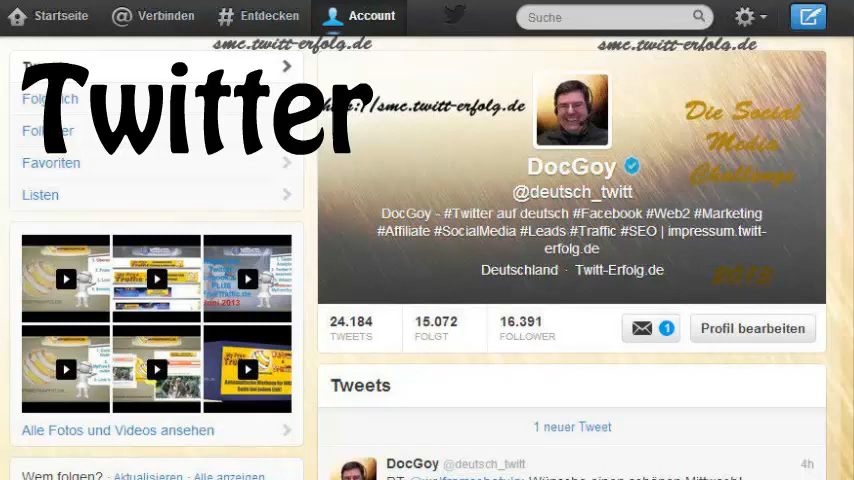 Startseite
Verbinden
Entdecken
Account
Suche
smc.twitt-erfolg.de
smc.twitt-erfolg.de
Twitter
Favoriten
Listen
Alle Fotos und Videos ansehen
Wem folgen? · Aktualisieren · Alle anzeigen
https://smc.twitt-erfolg.de
Die Social
Media
Challenge
2013
DocGoy
@deutsch_twitt
DocGoy - #Twitter auf deutsch #Facebook #Web2 #Marketing
#Affiliate #SocialMedia #Leads #Traffic #SEO | impressum.twitt-
erfolg.de
Deutschland · Twitt-Erfolg.de
24.184
15.072
16.391
TWEETS
FOLGT
FOLLOWER
1
Profil bearbeiten
Tweets
1 neuer Tweet
DocGoy @deutsch_twitt
4h